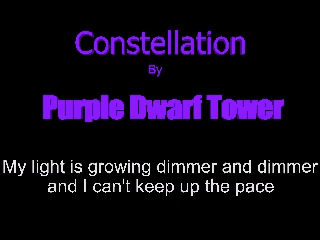 Constellation
By
Purple Dwarf Tower
My light is growing dimmer and dimmer
and I can't keep up the pace